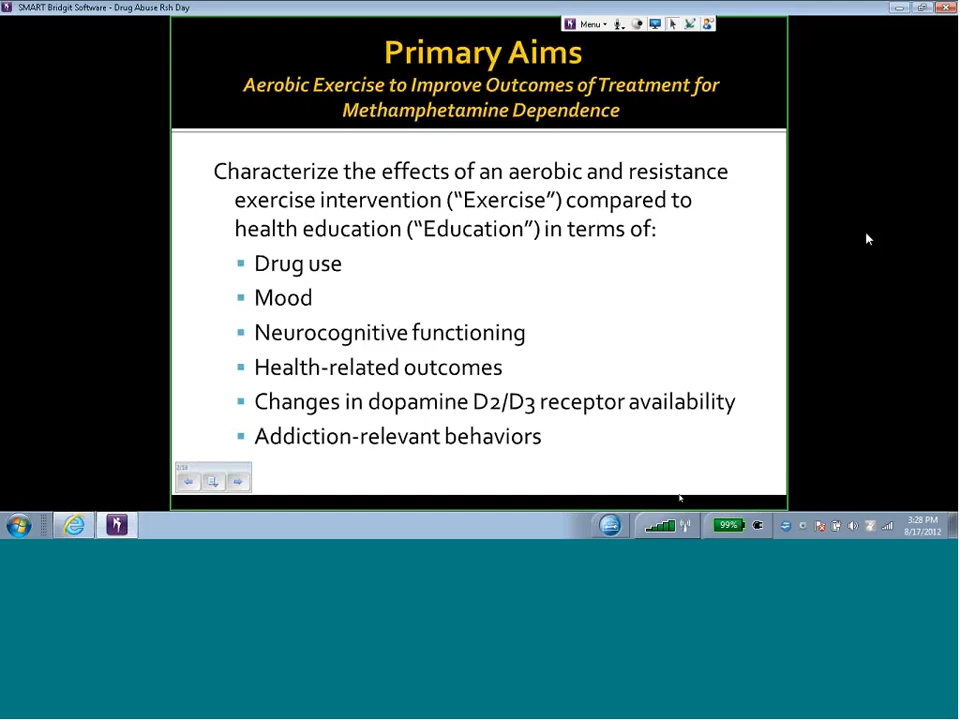 SMART Bridgit Software - Drug Abuse Rsh Day
Menu
Primary Aims
Aerobic Exercise to Improve Outcomes of Treatment for
Methamphetamine Dependence
Characterize the effects of an aerobic and resistance
exercise intervention (“Exercise”) compared to
health education (“Education”) in terms of:
Drug use
Mood
Neurocognitive functioning
Health-related outcomes
Changes in dopamine D2/D3 receptor availability
Addiction-relevant behaviors
99%
3:28 PM
8/17/2012